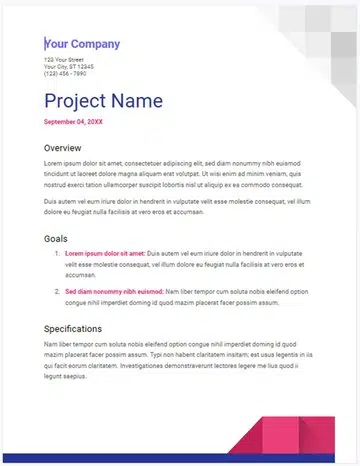 Your Company
123 Your Street
Your City, ST 12345
(123) 456 - 7890
Project Name
September 04, 20XX
Overview
Lorem ipsum dolor sit amet, consectetuer adipiscing elit, sed diam nonummy nibh euismod
tincidunt ut laoreet dolore magna aliquam erat volutpat. Ut wisi enim ad minim veniam, quis
nostrud exerci tation ullamcorper suscipit lobortis nisl ut aliquip ex ea commodo consequat.
Duis autem vel eum iriure dolor in hendrerit in vulputate velit esse molestie consequat, vel illum
dolore eu feugiat nulla facilisis at vero eros et accumsan.
Goals
1. Lorem ipsum dolor sit amet: Duis autem vel eum iriure dolor in hendrerit in vulputate
velit esse molestie consequat, vel illum dolore eu feugiat nulla facilisis at vero eros et
accumsan.
2. Sed diam nonummy nibh euismod: Nam liber tempor cum soluta nobis eleifend option
congue nihil imperdiet doming id quod mazim placerat facer possim assum.
Specifications
Nam liber tempor cum soluta nobis eleifend option congue nihil imperdiet doming id quod
mazim placerat facer possim assum. Typi non habent claritatem insitam; est usus legentis in iis
qui facit eorum claritatem. Investigationes demonstraverunt lectores legere me lius quod ii
legunt saepius.